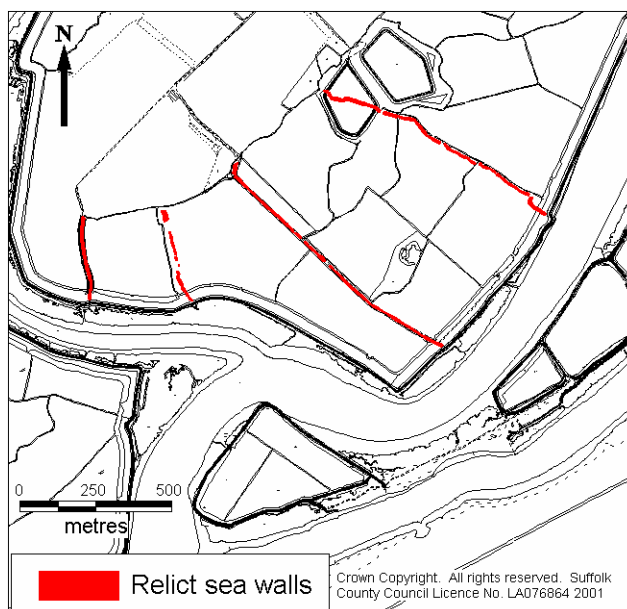 N
0 250 500
metres
Relict sea walls
Crown Copyright. All rights reserved. Suffolk
County Council Licence No. LA076864 2001